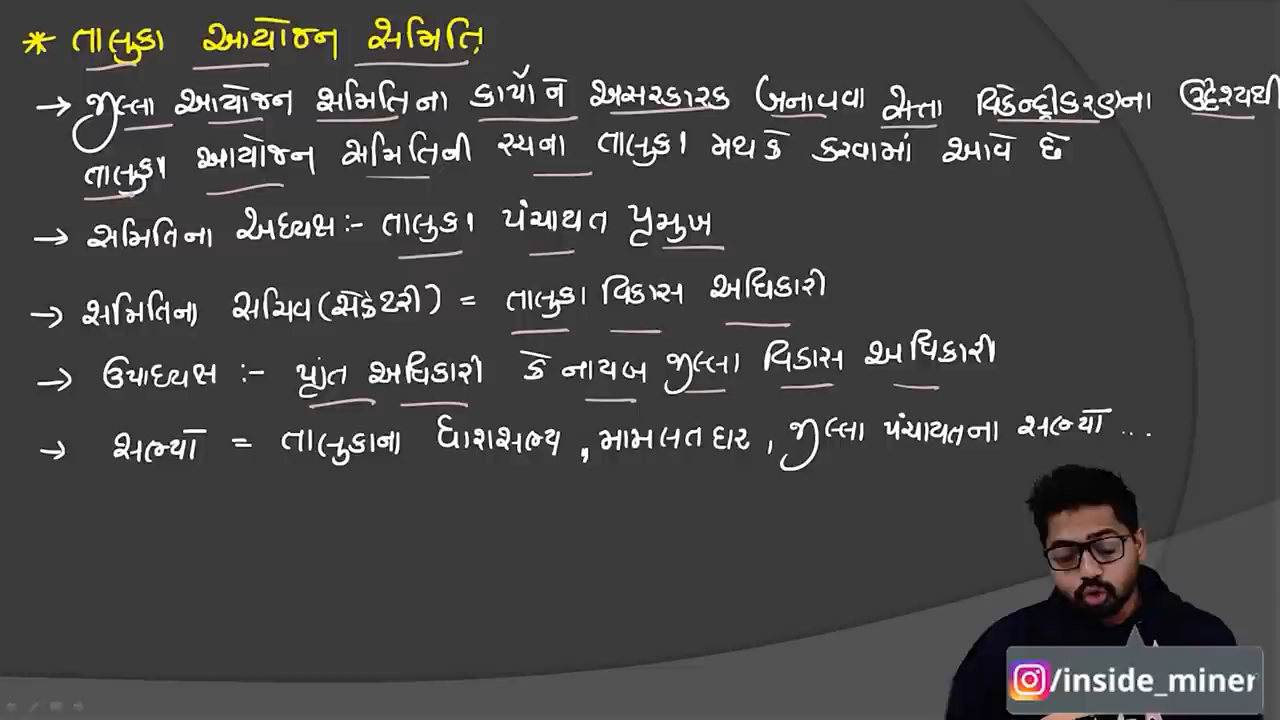 * તાલુકા આયોજન સમિતિ
→ જીલ્લા આયોજન સમિતિના કાર્યોને અસરકારક બનાવવા સત્તા વિકેન્દ્રીકરણના ઉદ્દેશ્યથી
તાલુકા આયોજન સમિતિની રચના તાલુકા મથકે કરવામાં આવે છે
→ સમિતિના અધ્યક્ષ :- તાલુકા પંચાયત પ્રમુખ
→ સમિતિના સચિવ (સેક્રેટરી) = તાલુકા વિકાસ અધિકારી
→ ઉપાધ્યક્ષ :- પ્રાંત અધિકારી કે નાયબ જીલ્લા વિકાસ અધિકારી
→ સભ્યો = તાલુકાના ધારાસભ્ય, મામલતદાર, જીલ્લા પંચાયતના સભ્યો ...
/inside_miner